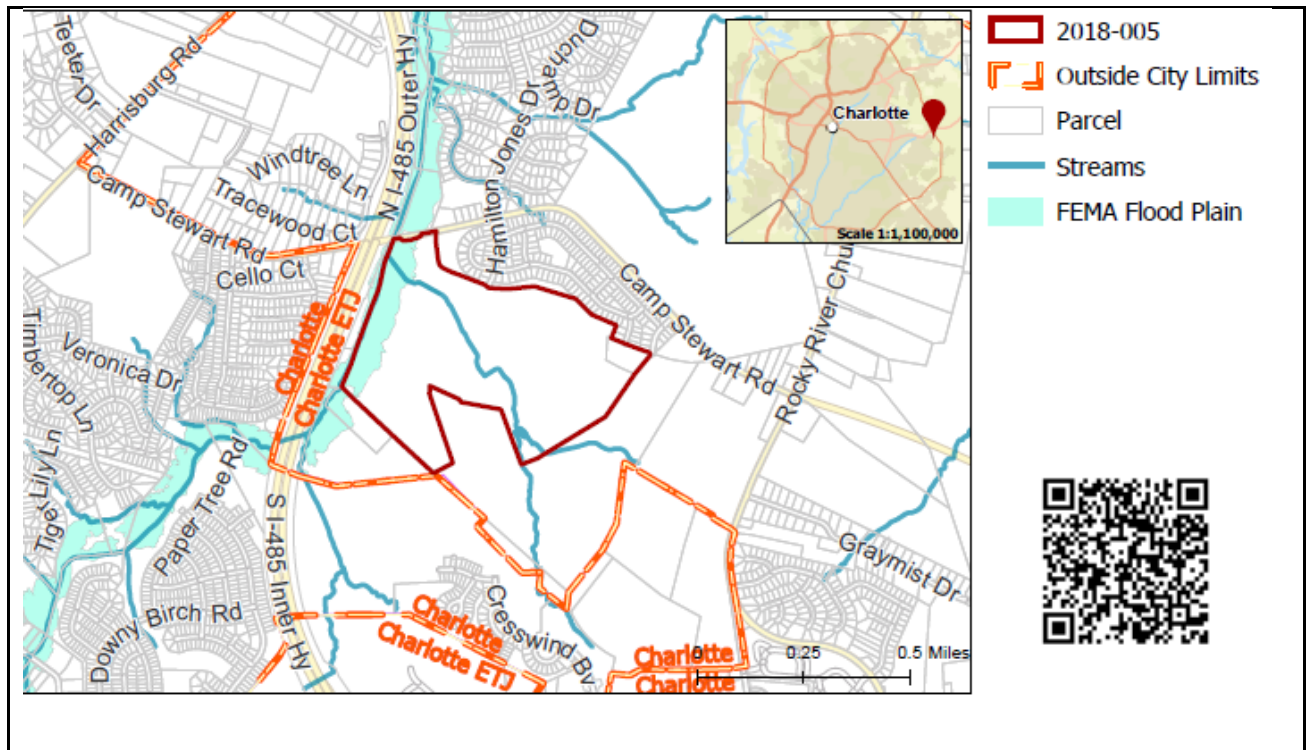 Teeter Dr
Harrisburg Rd
Duchamp Dr
N I-485 Outer Hy
Hamilton Jones Dr
Windtree Ln
Tracewood Ct
Camp Stewart Rd
Cello Ct
Charlotte
Charlotte ETJ
Veronica Dr
Timbertop Ln
Tiger Lily Ln
Paper Tree Rd
Downy Birch Rd
S I-485 Inner Hy
Camp Stewart Rd
Rocky River Chu
Graymist Dr
Cresswind Bv
Charlotte
Charlotte ETJ
Charlotte
Charlotte
0 0.25 0.5 Miles
Charlotte
Scale 1:1,100,000
2018-005
Outside City Limits
Parcel
Streams
FEMA Flood Plain